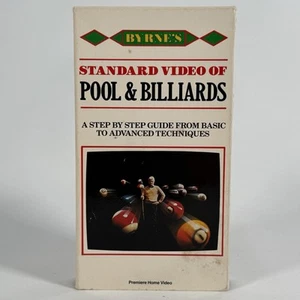 BYRNE'S
STANDARD VIDEO OF
POOL & BILLIARDS
A STEP BY STEP GUIDE FROM BASIC
TO ADVANCED TECHNIQUES
Premiere Home Video